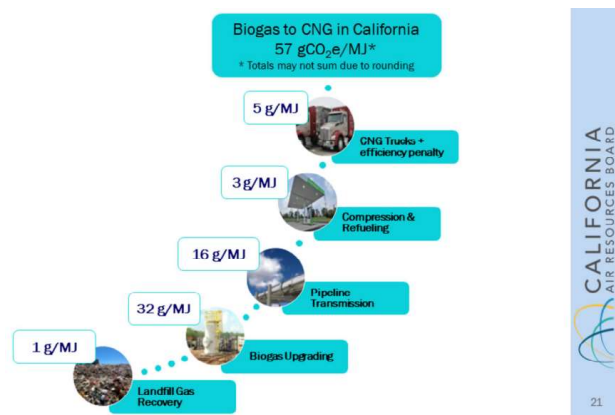 Biogas to CNG in California
57 gCO₂e/MJ*
* Totals may not sum due to rounding
5 g/MJ
CNG Trucks +
efficiency penalty
3 g/MJ
Compression &
Refueling
16 g/MJ
Pipeline
Transmission
32 g/MJ
Biogas Upgrading
1 g/MJ
Landfill Gas
Recovery
CALIFORNIA
AIR RESOURCES BOARD
21